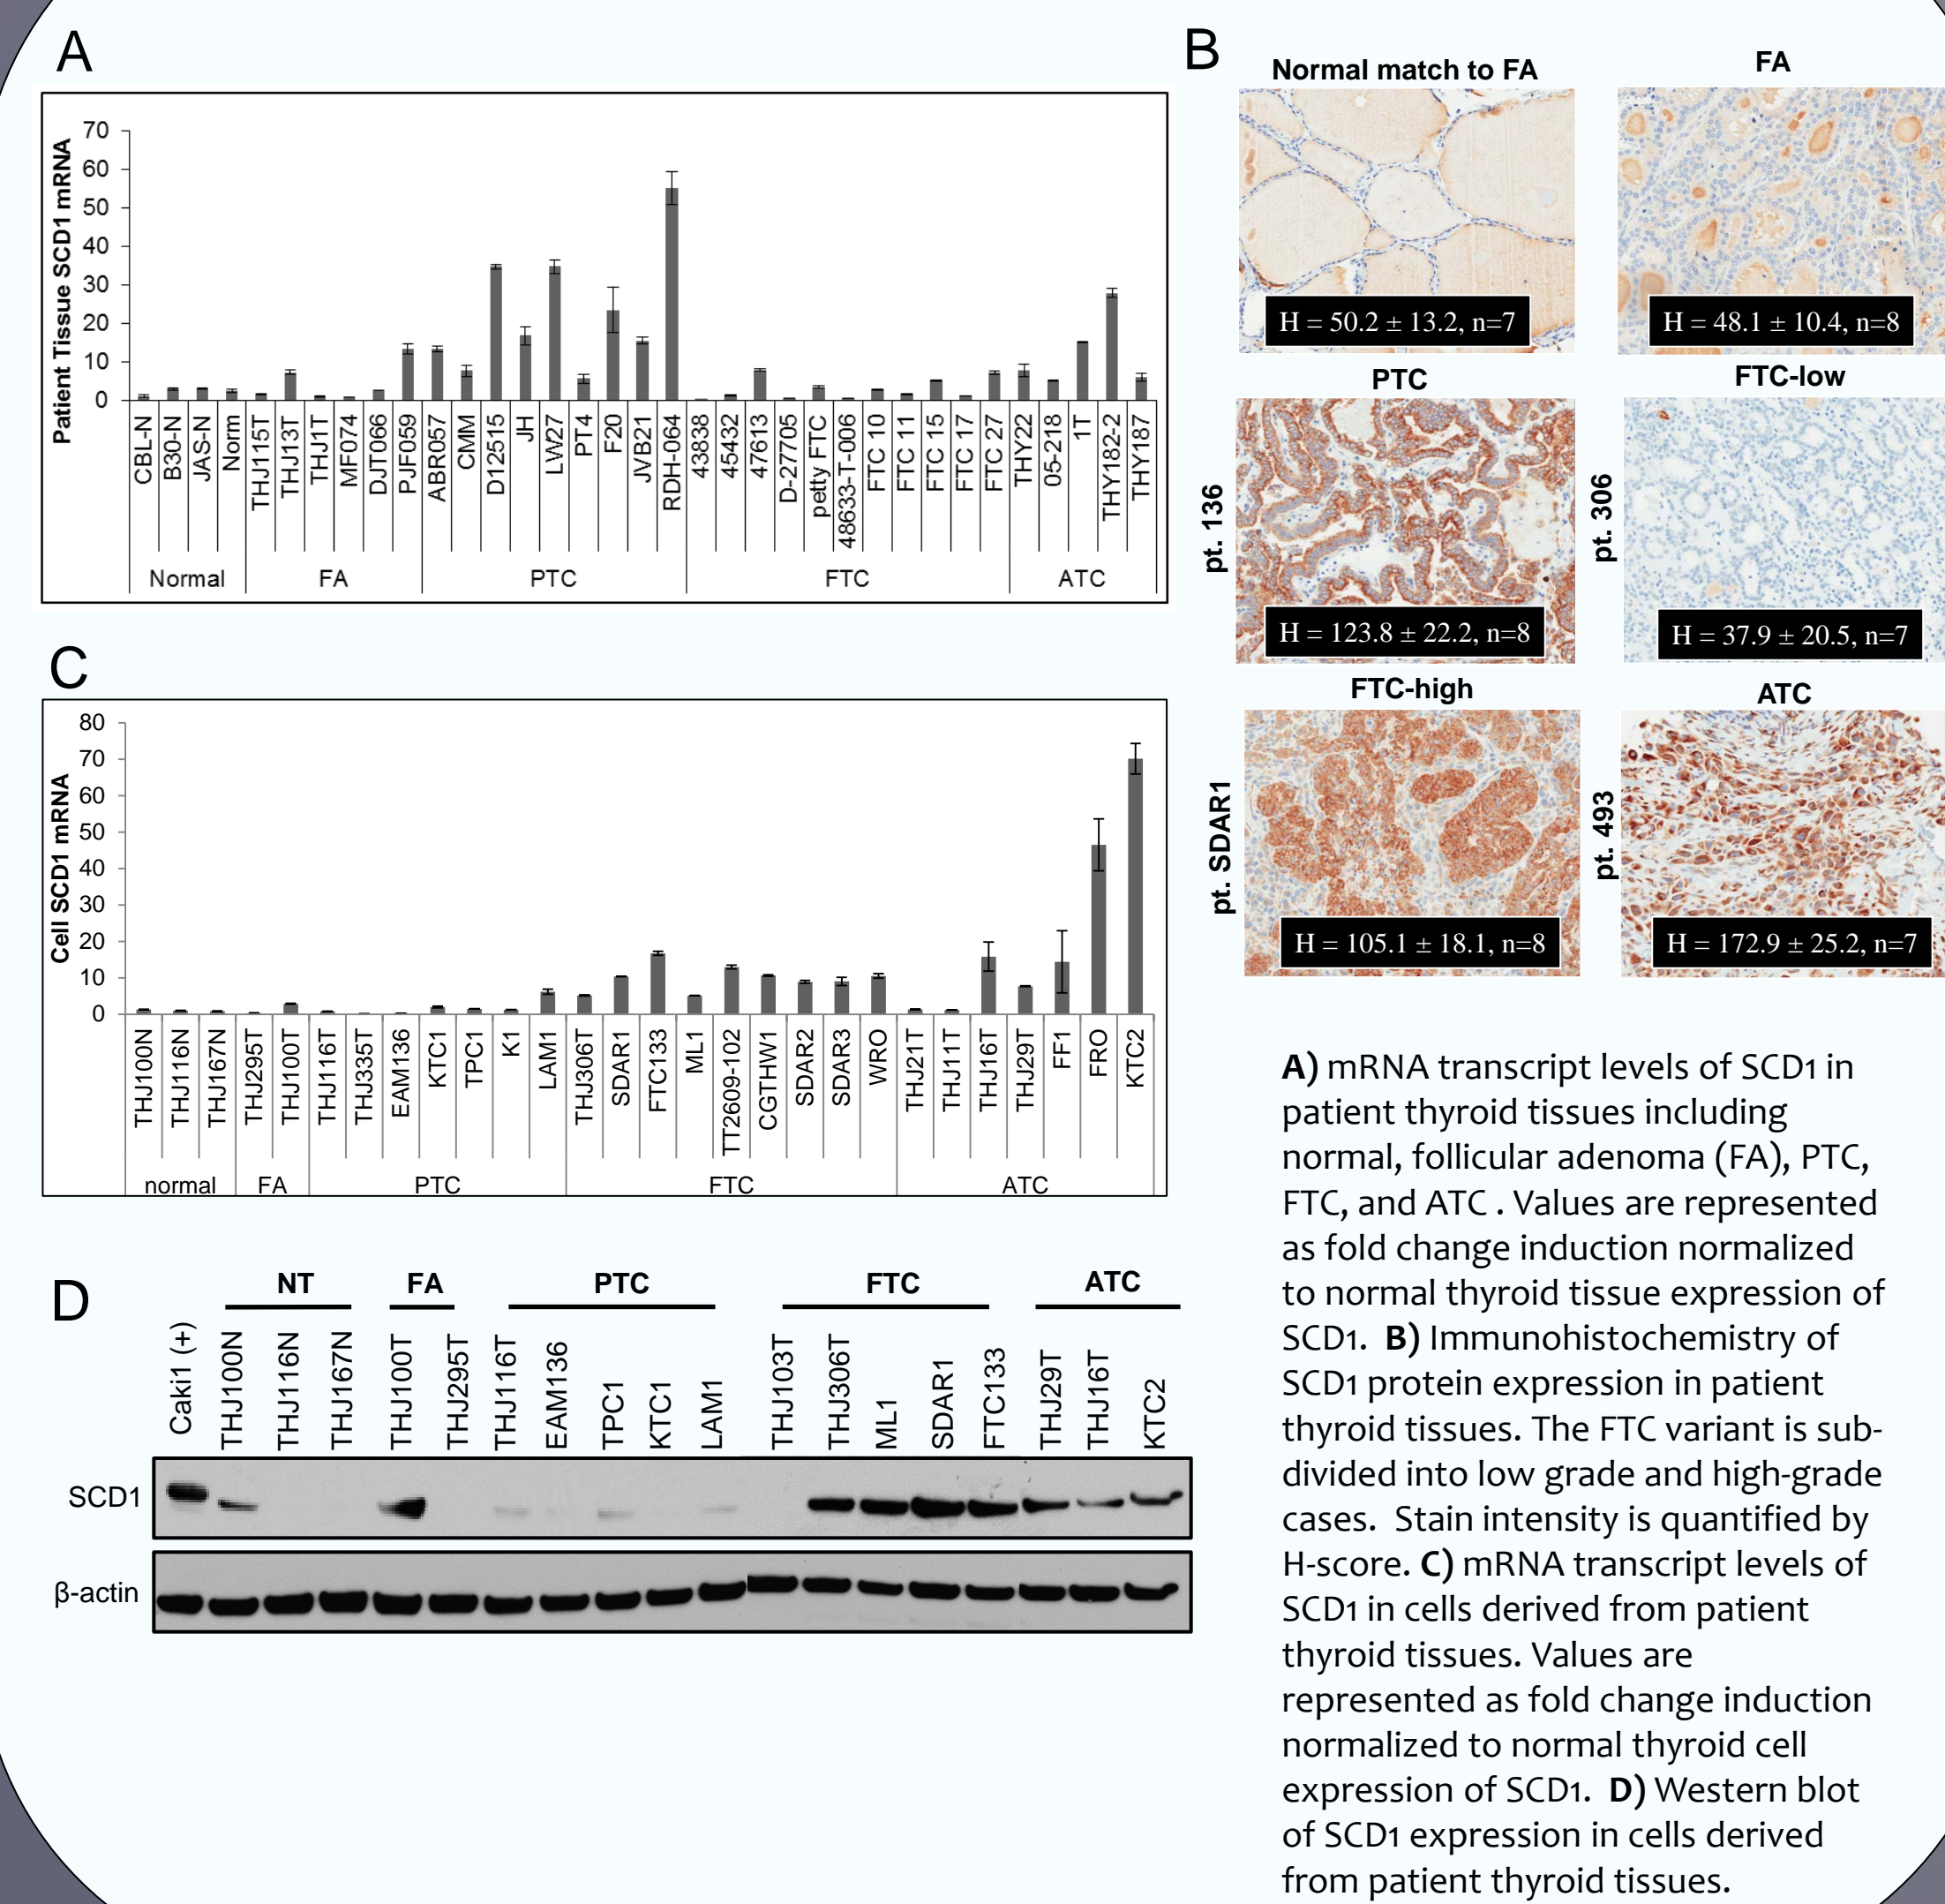 A
70
60
50
40
30
20
10
0
Patient Tissue SCD1 mRNA
CBL-N
B30-N
JAS-N
Norm
THJ115T
THJ13T
THJ1T
MF074
DJT066
PJF059
ABR057
CMM
D12515
JH
LW27
PT4
F20
JVB21
RDH-064
43838
45432
47613
D-27705
petty FTC
48633-T-006
FTC 10
FTC 11
FTC 15
FTC 17
FTC 27
THY22
05-218
1T
THY182-2
THY187
Normal FA PTC FTC ATC
B
Normal match to FA
H = 50.2 ± 13.2, n=7
FA
H = 48.1 ± 10.4, n=8
PTC
pt. 136
H = 123.8 ± 22.2, n=8
FTC-low
pt. 306
H = 37.9 ± 20.5, n=7
FTC-high
pt. SDAR1
H = 105.1 ± 18.1, n=8
ATC
pt. 493
H = 172.9 ± 25.2, n=7
C
80
70
60
50
40
30
20
10
0
Cell SCD1 mRNA
THJ100N
THJ116N
THJ167N
THJ295T
THJ100T
THJ116T
THJ335T
EAM136
KTC1
TPC1
K1
LAM1
THJ306T
SDAR1
FTC133
ML1
TT2609-102
CGTHW1
SDAR2
SDAR3
WRO
THJ21T
THJ11T
THJ16T
THJ29T
FF1
FRO
KTC2
normal FA PTC FTC ATC
D
NT FA PTC FTC ATC
Caki1 (+)
THJ100N
THJ116N
THJ167N
THJ100T
THJ295T
THJ116T
EAM136
TPC1
KTC1
LAM1
THJ103T
THJ306T
ML1
SDAR1
FTC133
THJ29T
THJ16T
KTC2
SCD1
β-actin
A) mRNA transcript levels of SCD1 in
patient thyroid tissues including
normal, follicular adenoma (FA), PTC,
FTC, and ATC . Values are represented
as fold change induction normalized
to normal thyroid tissue expression of
SCD1. B) Immunohistochemistry of
SCD1 protein expression in patient
thyroid tissues. The FTC variant is sub-
divided into low grade and high-grade
cases. Stain intensity is quantified by
H-score. C) mRNA transcript levels of
SCD1 in cells derived from patient
thyroid tissues. Values are
represented as fold change induction
normalized to normal thyroid cell
expression of SCD1. D) Western blot
of SCD1 expression in cells derived
from patient thyroid tissues.